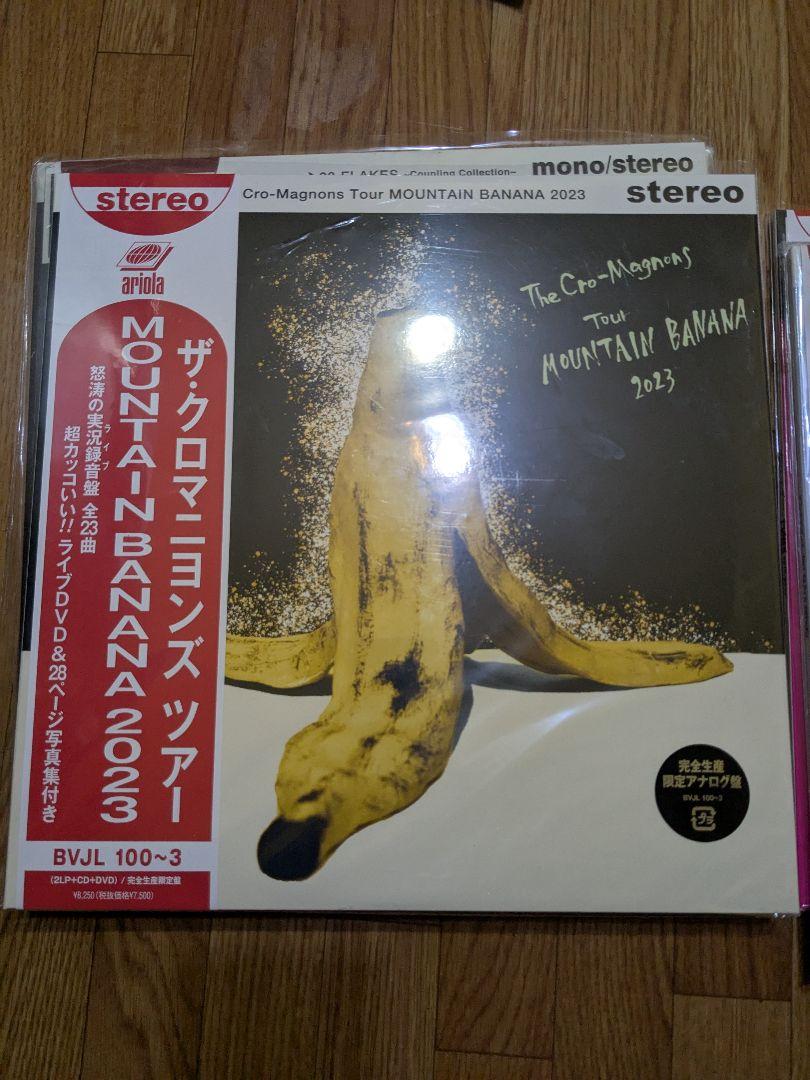 FLAKES ~Coupling Collection~
mono/stereo
stereo
Cro-Magnons Tour MOUNTAIN BANANA 2023
stereo
ariola
ザ・クロマニヨンズ ツアー
MOUNTAIN BANANA 2023
ライブ
怒涛の実況録音盤 全23曲
超カッコいい!! ライブDVD&28ページ写真集付き
BVJL 100~3
(2LP+CD+DVD) / 完全生産限定盤
¥8,250 (税抜価格¥7,500)
The Cro-Magnons
Tour
MOUNTAIN BANANA
2023
完全生産
限定アナログ盤
BVJL 100~3
プラ